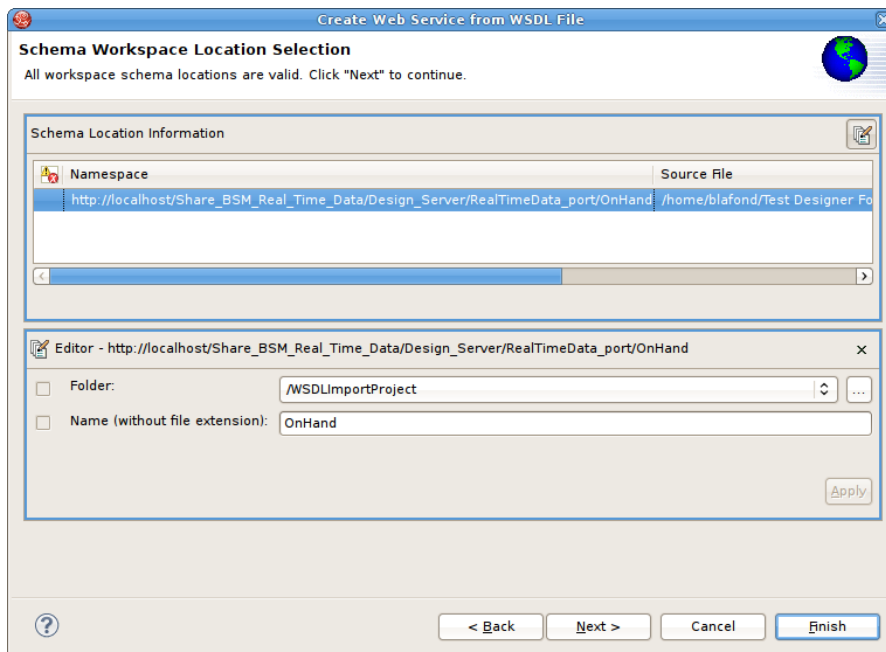 Create Web Service from WSDL File
Schema Workspace Location Selection
All workspace schema locations are valid. Click "Next" to continue.
Schema Location Information
Namespace Source File
http://localhost/Share_BSM_Real_Time_Data/Design_Server/RealTimeData_port/OnHand /home/blafond/Test Designer Fo
Editor - http://localhost/Share_BSM_Real_Time_Data/Design_Server/RealTimeData_port/OnHand
Folder: /WSDLImportProject ...
Name (without file extension): OnHand
Apply
? < Back Next > Cancel Finish